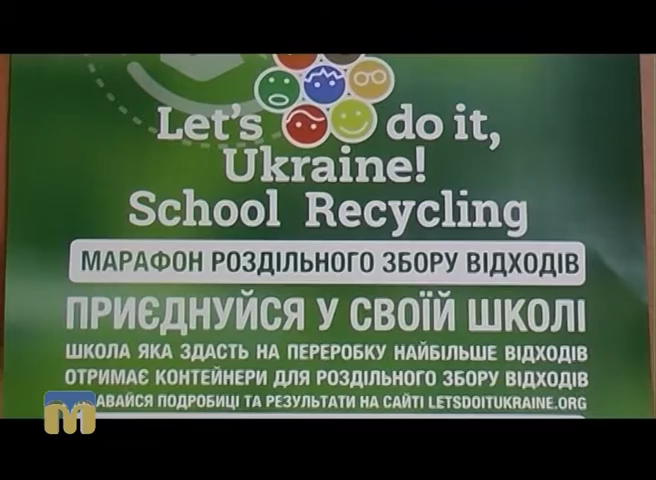 Let's do it,
Ukraine!
School Recycling
МАРАФОН РОЗДІЛЬНОГО ЗБОРУ ВІДХОДІВ
ПРИЄДНУЙСЯ У СВОЇЙ ШКОЛІ
ШКОЛА ЯКА ЗДАСТЬ НА ПЕРЕРОБКУ НАЙБІЛЬШЕ ВІДХОДІВ
ОТРИМАЄ КОНТЕЙНЕРИ ДЛЯ РОЗДІЛЬНОГО ЗБОРУ ВІДХОДІВ
ПОДРОБИЦІ ТА РЕЗУЛЬТАТИ НА САЙТІ LETSDOITUKRAINE.ORG